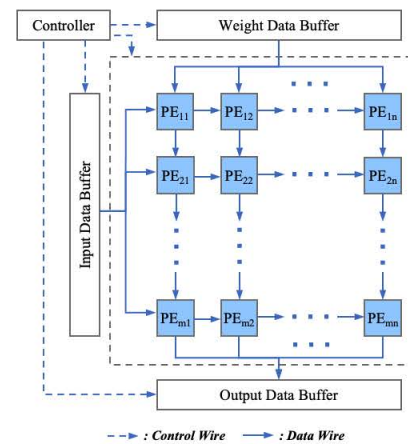 Controller
Weight Data Buffer
Input Data Buffer
PE₁₁ PE₁₂ PE₁ₙ
PE₂₁ PE₂₂ PE₂ₙ
PEₘ₁ PEₘ₂ PEₘₙ
Output Data Buffer
: Control Wire : Data Wire